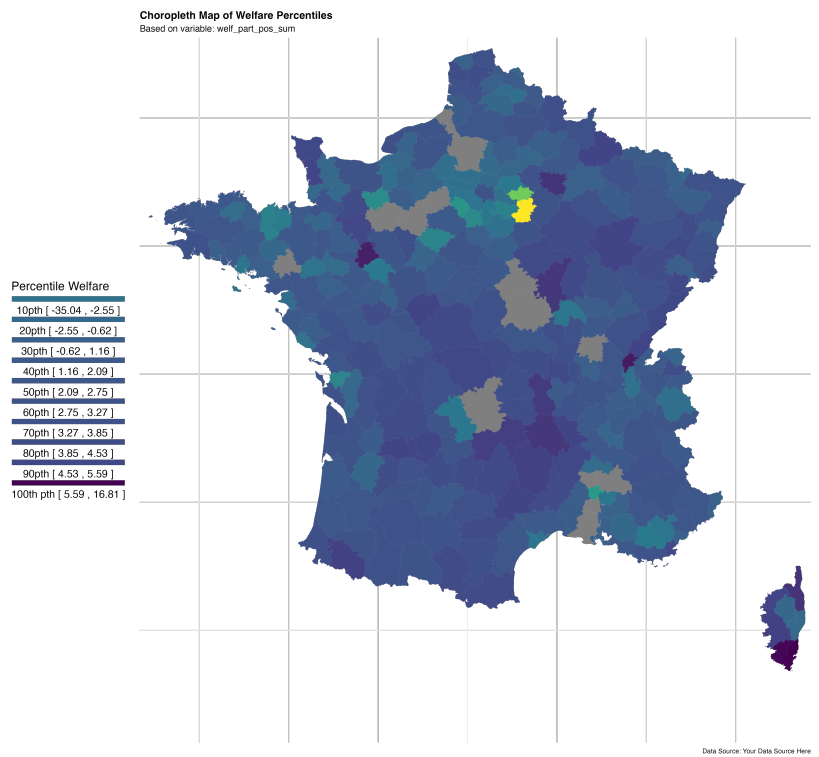 Choropleth Map of Welfare Percentiles
Based on variable: welf_part_pos_sum
Percentile Welfare
10pth [ -35.04 , -2.55 ]
20pth [ -2.55 , -0.62 ]
30pth [ -0.62 , 1.16 ]
40pth [ 1.16 , 2.09 ]
50pth [ 2.09 , 2.75 ]
60pth [ 2.75 , 3.27 ]
70pth [ 3.27 , 3.85 ]
80pth [ 3.85 , 4.53 ]
90pth [ 4.53 , 5.59 ]
100th pth [ 5.59 , 16.81 ]
Data Source: Your Data Source Here